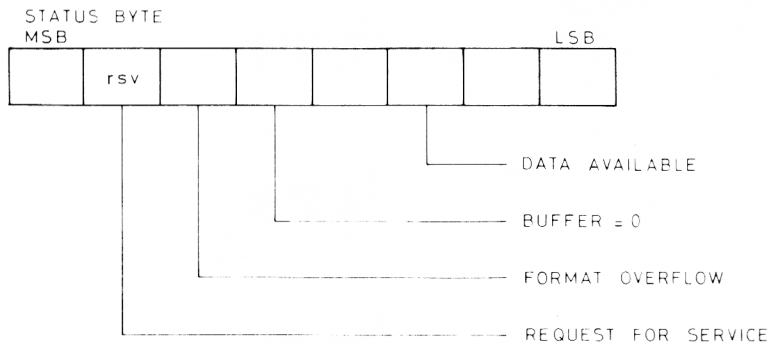 STATUS BYTE
MSB
LSB
rsv
DATA AVAILABLE
BUFFER = 0
FORMAT OVERFLOW
REQUEST FOR SERVICE